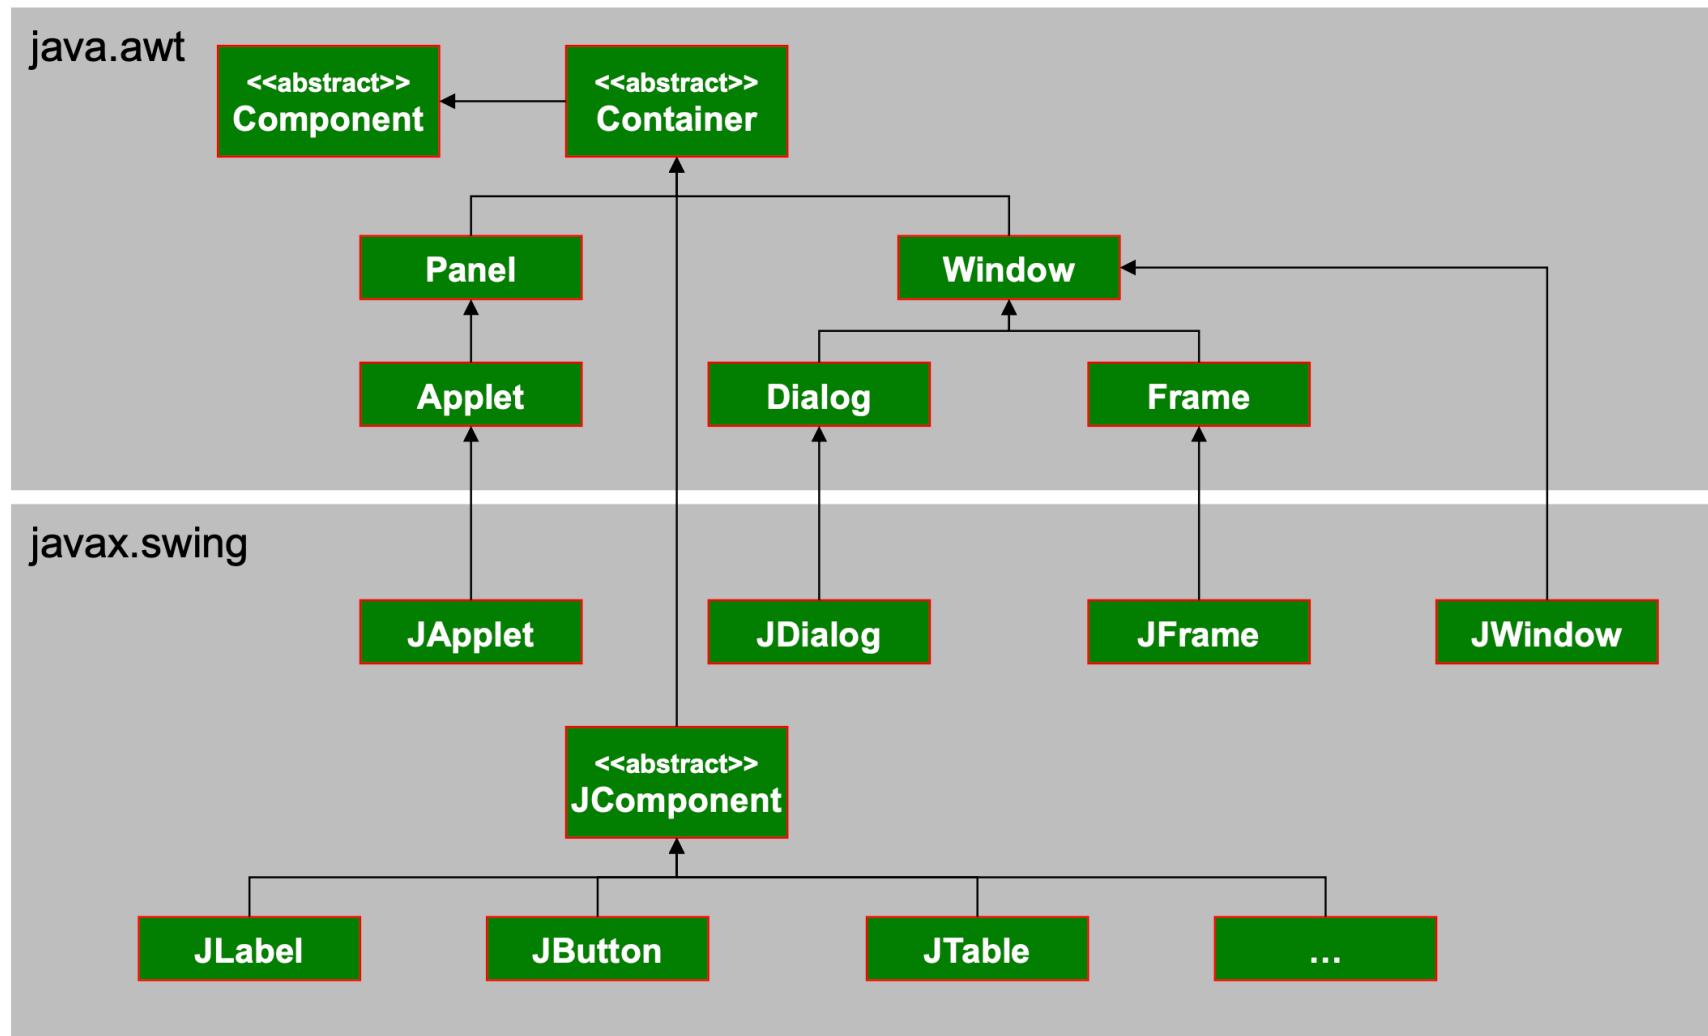 java.awt
<<abstract>>
Component
<<abstract>>
Container
Panel
Window
Applet
Dialog
Frame
javax.swing
JApplet
JDialog
JFrame
JWindow
<<abstract>>
JComponent
JLabel
JButton
JTable
...